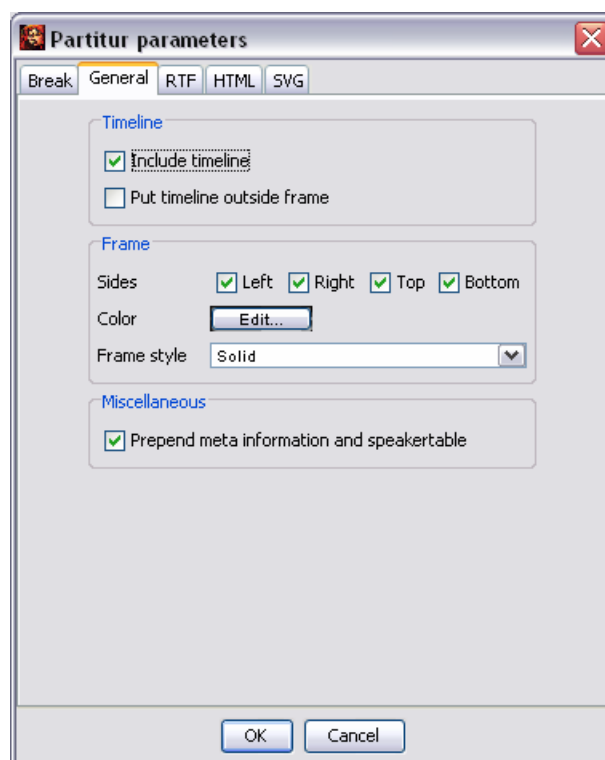 Partitur parameters
Break General RTF HTML SVG
Timeline
Include timeline
Put timeline outside frame
Frame
Sides Left Right Top Bottom
Color Edit...
Frame style Solid
Miscellaneous
Prepend meta information and speakertable
OK Cancel